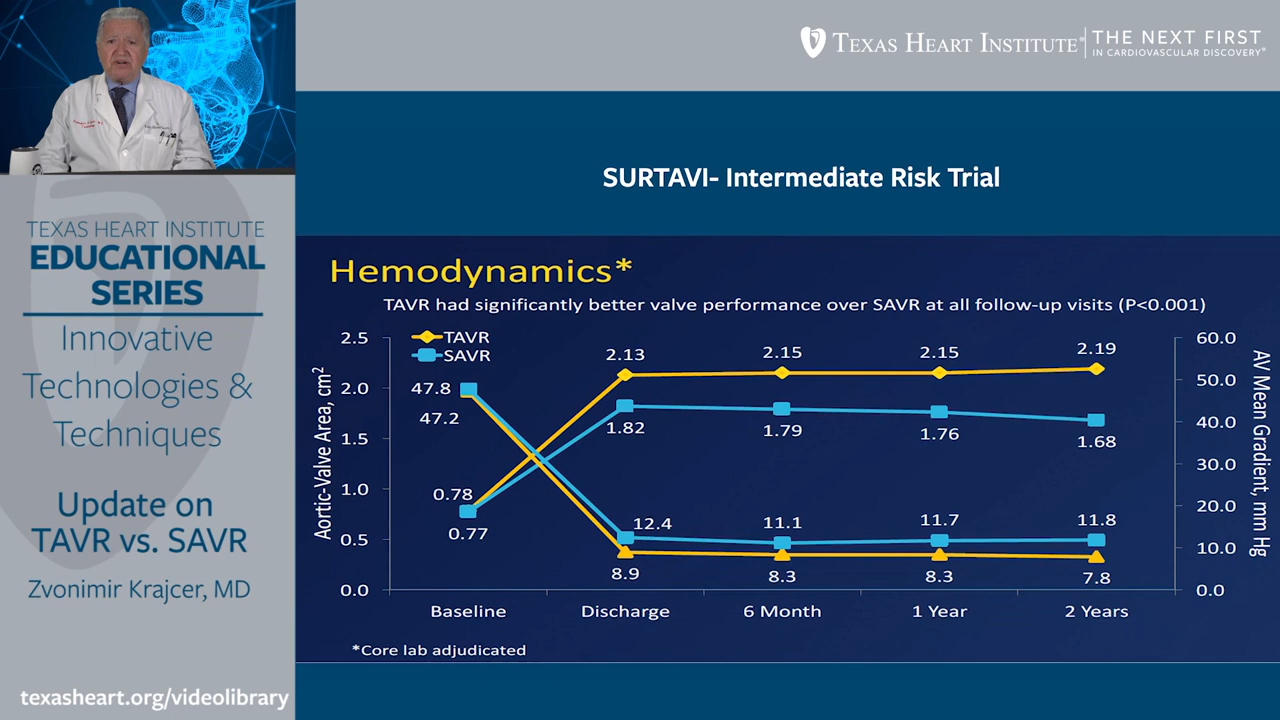 TEXAS HEART INSTITUTE®
THE NEXT FIRST
IN CARDIOVASCULAR DISCOVERY®
TEXAS HEART INSTITUTE
EDUCATIONAL
SERIES
Innovative
Technologies &
Techniques
Update on
TAVR vs. SAVR
Zvonimir Krajcer, MD
texasheart.org/videolibrary
SURTAVI- Intermediate Risk Trial
Hemodynamics*
TAVR had significantly better valve performance over SAVR at all follow-up visits (P<0.001)
TAVR
SAVR
Aortic-Valve Area, cm2
2.5
2.0
1.5
1.0
0.5
0.0
47.8
47.2
0.78
0.77
2.13
2.15
2.15
2.19
1.82
1.79
1.76
1.68
12.4
11.1
11.7
11.8
8.9
8.3
8.3
7.8
60.0
50.0
40.0
30.0
20.0
10.0
0.0
AV Mean Gradient, mm Hg
Baseline
Discharge
6 Month
1 Year
2 Years
*Core lab adjudicated